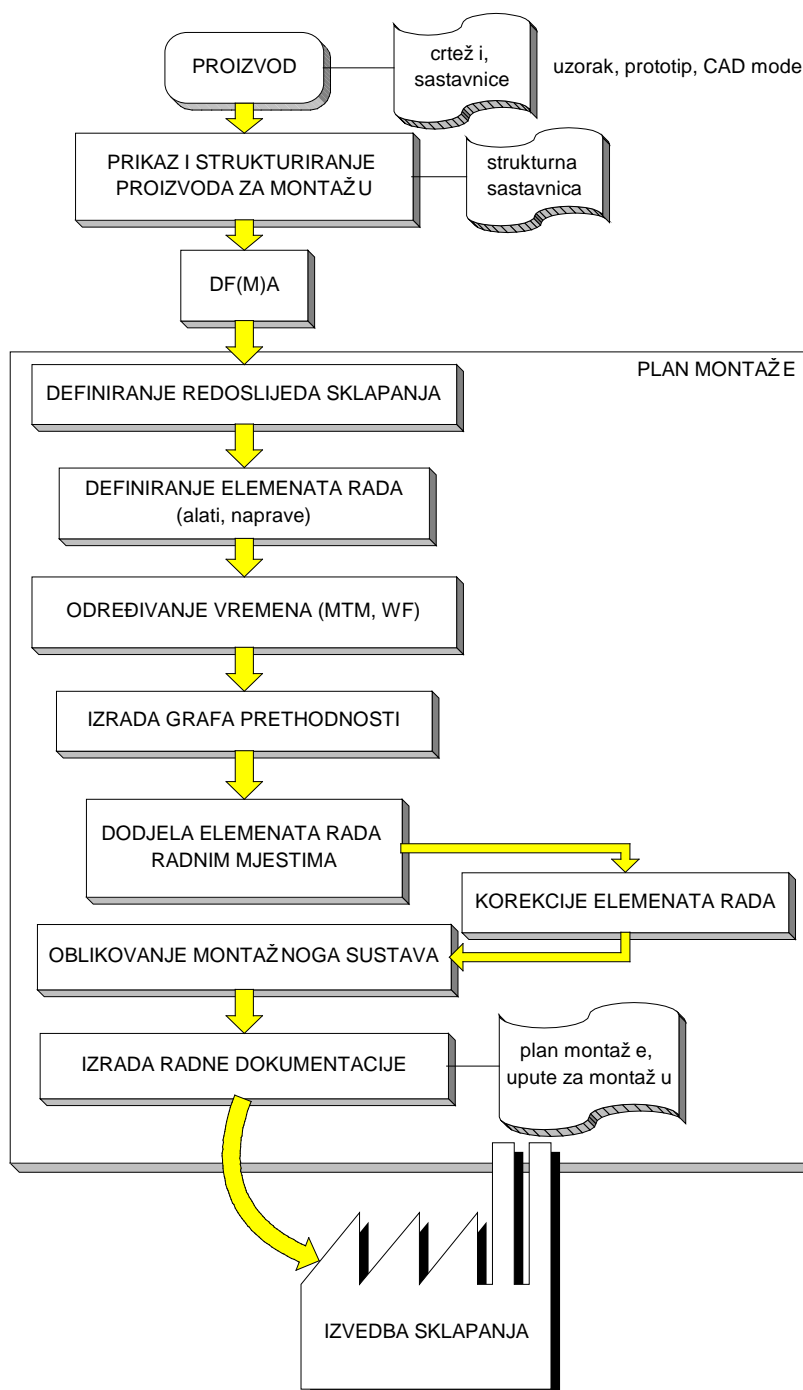 PROIZVOD
crtež i,
sastavnice
uzorak, prototip, CAD mode
PRIKAZ I STRUKTURIRANJE
PROIZVODA ZA MONTAŽU
strukturna
sastavnica
DF(M)A
PLAN MONTAŽE
DEFINIRANJE REDOSLIJEDA SKLAPANJA
DEFINIRANJE ELEMENATA RADA
(alati, naprave)
ODREĐIVANJE VREMENA (MTM, WF)
IZRADA GRAFA PRETHODNOSTI
DODJELA ELEMENATA RADA
RADNIM MJESTIMA
KOREKCIJE ELEMENATA RADA
OBLIKOVANJE MONTAŽNOGA SUSTAVA
IZRADA RADNE DOKUMENTACIJE
plan montaž e,
upute za montaž u
IZVEDBA SKLAPANJA